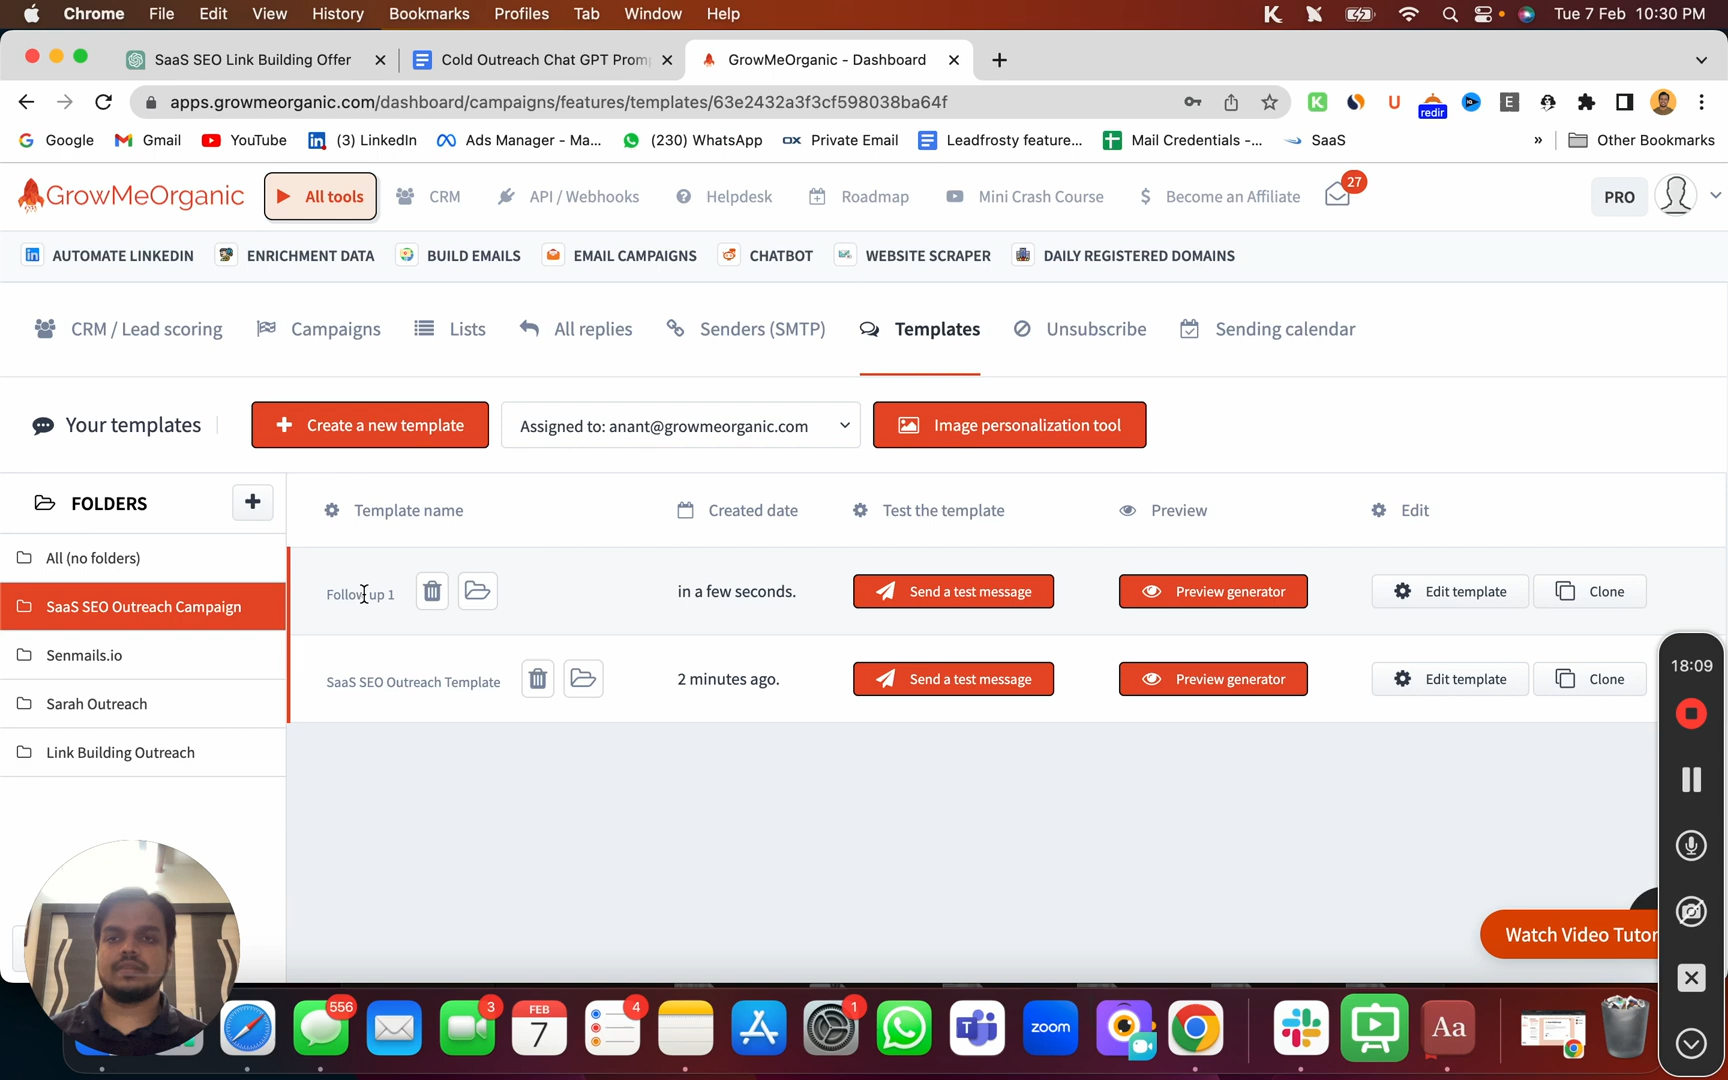 Chrome File Edit View History Bookmarks Profiles Tab Window Help Tue 7 Feb 10:30 PM
SaaS SEO Link Building Offer Cold Outreach Chat GPT Prom GrowMeOrganic - Dashboard
apps.growmeorganic.com/dashboard/campaigns/features/templates/63e2432a3f3cf598038ba64f
redir
Google Gmail YouTube (3) LinkedIn Ads Manager - Ma... (230) WhatsApp OX Private Email Leadfrosty feature... Mail Credentials -... SaaS » Other Bookmarks
GrowMeOrganic All tools CRM API / Webhooks Helpdesk Roadmap Mini Crash Course Become an Affiliate 27 PRO
AUTOMATE LINKEDIN ENRICHMENT DATA BUILD EMAILS EMAIL CAMPAIGNS CHATBOT WEBSITE SCRAPER DAILY REGISTERED DOMAINS
CRM / Lead scoring Campaigns Lists All replies Senders (SMTP) Templates Unsubscribe Sending calendar
Your templates + Create a new template Assigned to: anant@growmeorganic.com Image personalization tool
FOLDERS + Template name Created date Test the template Preview Edit
All (no folders)
Follow up 1 in a few seconds. Send a test message Preview generator Edit template Clone
SaaS SEO Outreach Campaign
Senmails.io
SaaS SEO Outreach Template 2 minutes ago. Send a test message Preview generator Edit template Clone
18:09
Sarah Outreach
Link Building Outreach
Watch Video Tutor
556 3 FEB 7 4 1 zoom Aa